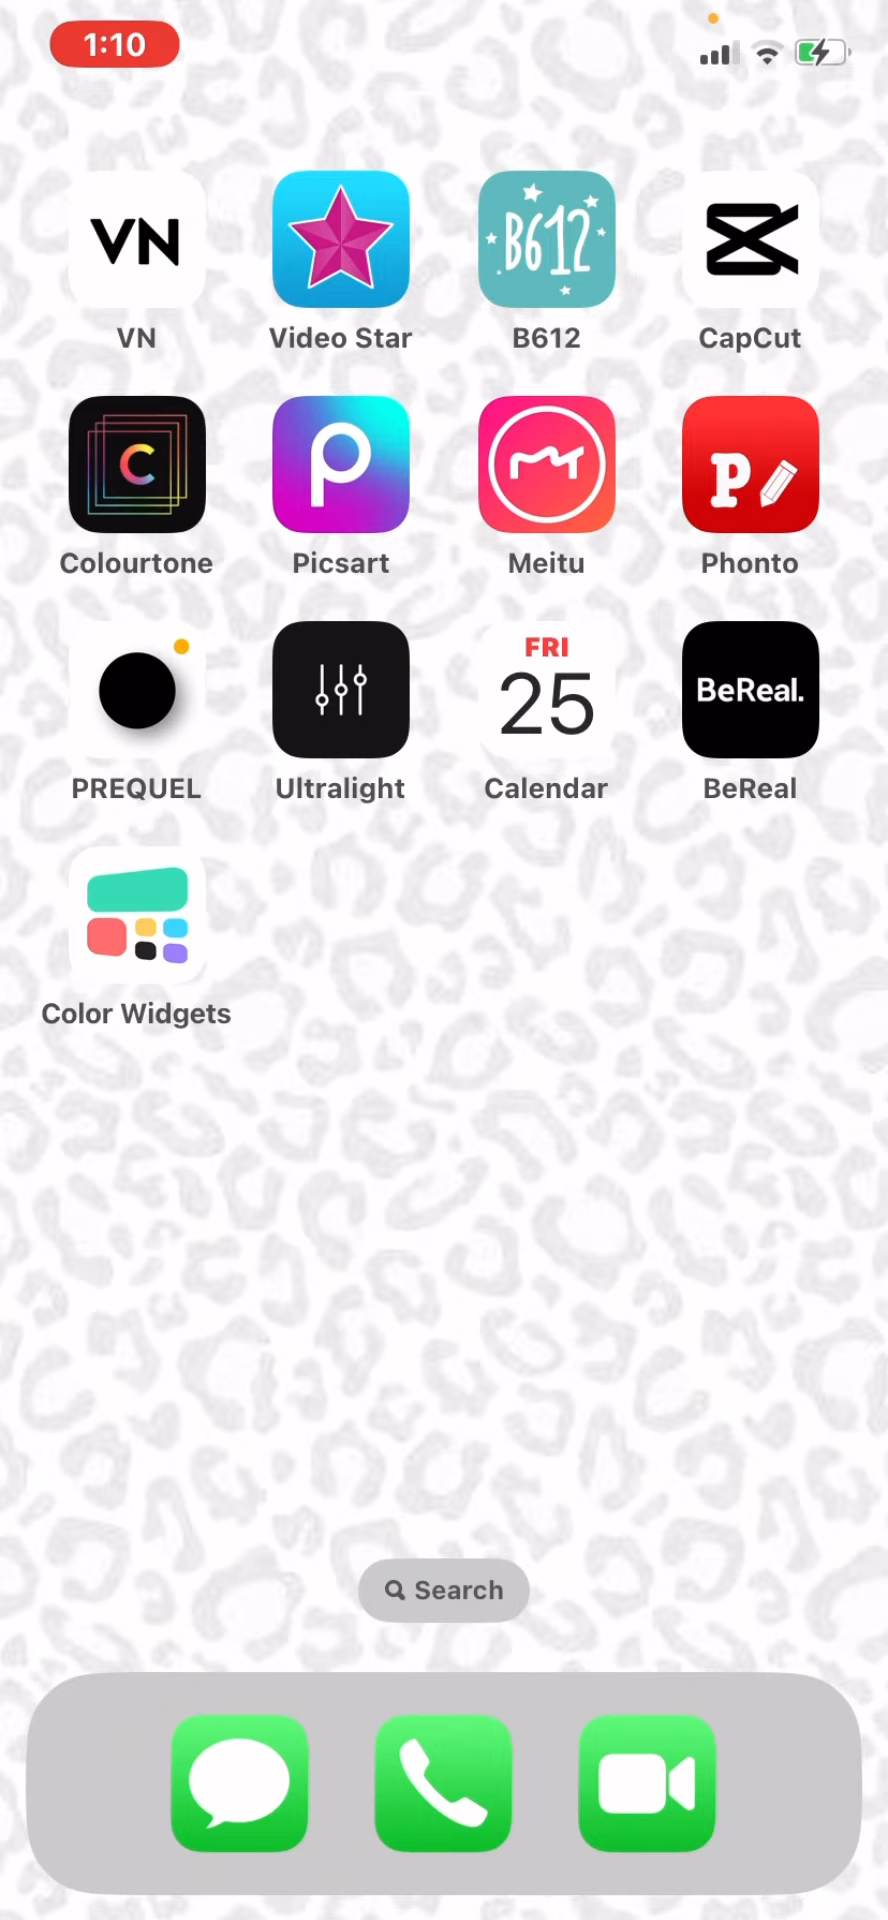 1:10
VN
B612
VN
Video Star
B612
CapCut
C
P
Colourtone
Picsart
Meitu
Phonto
FRI
25
BeReal.
PREQUEL
Ultralight
Calendar
BeReal
Color Widgets
Search